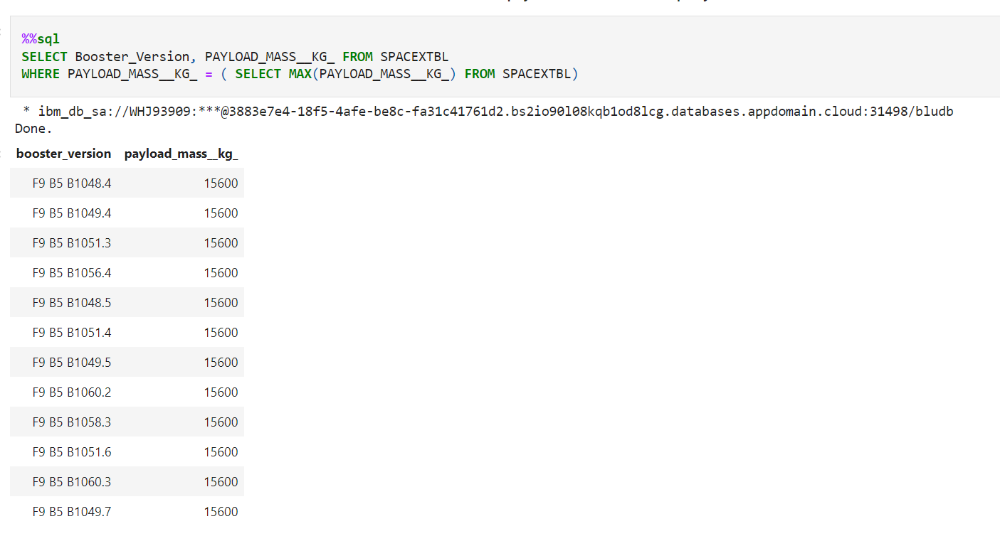 %%sql
SELECT Booster_Version, PAYLOAD_MASS__KG_ FROM SPACEXTBL
WHERE PAYLOAD_MASS__KG_ = ( SELECT MAX(PAYLOAD_MASS__KG_) FROM SPACEXTBL)
* ibm_db_sa://WHJ93909:***@3883e7e4-18f5-4afe-be8c-fa31c41761d2.bs2io90l08kqb1od8lcg.databases.appdomain.cloud:31498/bludb
Done.
booster_version payload_mass__kg_
F9 B5 B1048.4 15600
F9 B5 B1049.4 15600
F9 B5 B1051.3 15600
F9 B5 B1056.4 15600
F9 B5 B1048.5 15600
F9 B5 B1051.4 15600
F9 B5 B1049.5 15600
F9 B5 B1060.2 15600
F9 B5 B1058.3 15600
F9 B5 B1051.6 15600
F9 B5 B1060.3 15600
F9 B5 B1049.7 15600